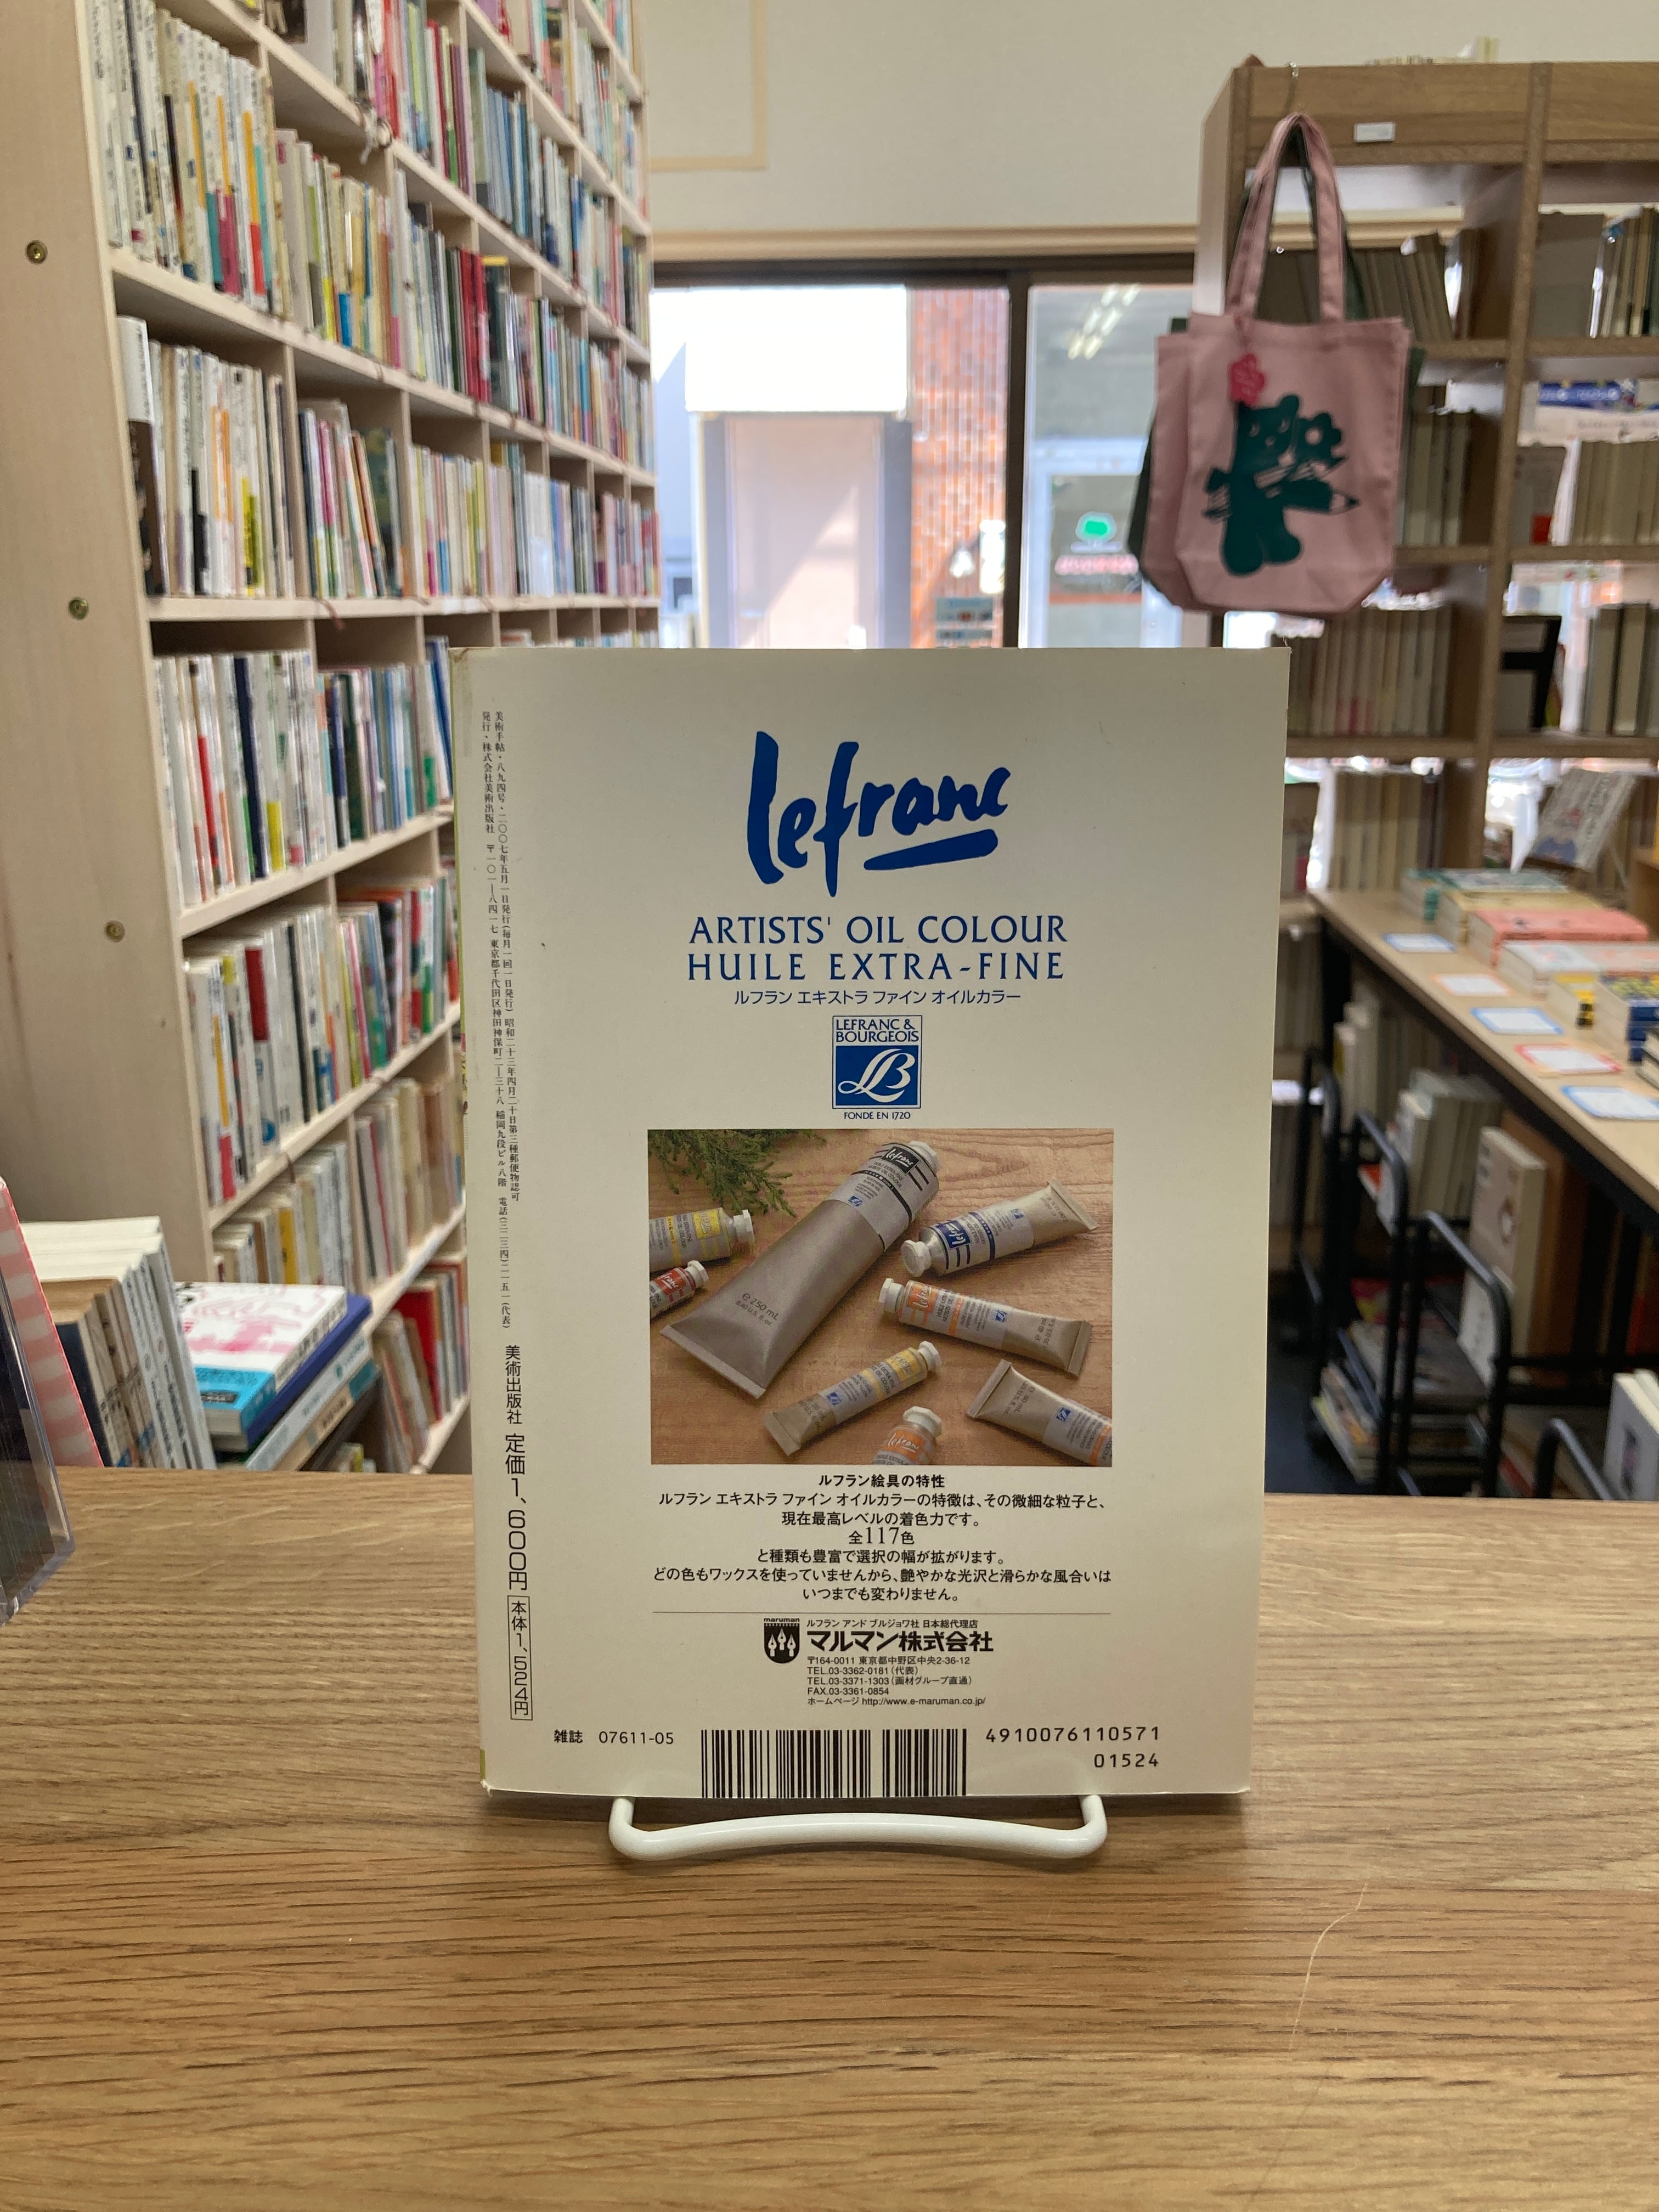 lefranc
ARTISTS' OIL COLOUR
HUILE EXTRA-FINE
ルフラン エキストラ ファイン オイルカラー
LEFRANC &
BOURGEOIS
LB
FONDE EN 1720
lefranc
e 250 mL
8.40 U.S. fl. oz
ルフラン絵具の特性
ルフラン エキストラ ファイン オイルカラーの特徴は、その微細な粒子と、
現在最高レベルの着色力です。
全117色
と種類も豊富で選択の幅が拡がります。
どの色もワックスを使っていませんから、艶やかな光沢と滑らかな風合いは
いつまでも変わりません。
maruman
ルフラン アンド ブルジョワ社 日本総代理店
マルマン株式会社
〒164-0011 東京都中野区中央2-36-12
TEL.03-3362-0181（代表）
TEL.03-3371-1303（画材グループ直通）
FAX.03-3361-0854
ホームページ http://www.e-maruman.co.jp/
雑誌 07611-05
4910076110571
01524
美術手帖・八九四号・二〇〇七年五月一日発行（毎月一回一日発行） 昭和二十三年四月二十日第三種郵便物認可
発行・株式会社美術出版社 〒一〇一―八四一七 東京都千代田区神田神保町二―三十八 稲岡九段ビル八階 電話（三二三四）二一五一（代表）
美術出版社 定価1、600円 本体1、524円